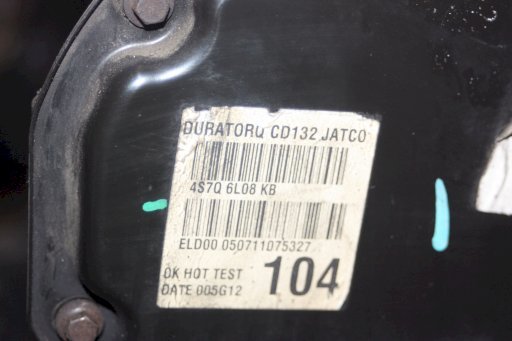 DURATORQ CD132 JATCO
4S7Q 6L08 KB
ELD00 050711075327
OK HOT TEST 104
DATE 005G12